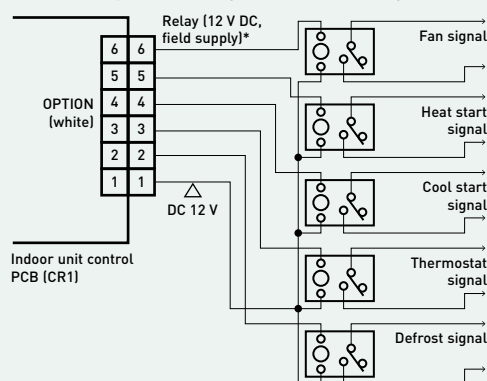 Relay (12 V DC,
field supply)*
Fan signal
6 6
5 5
OPTION
(white)
4 4
3 3
2 2
1 1
DC 12 V
Heat start
signal
Cool start
signal
Indoor unit control
PCB (CR1)
Thermostat
signal
Defrost signal